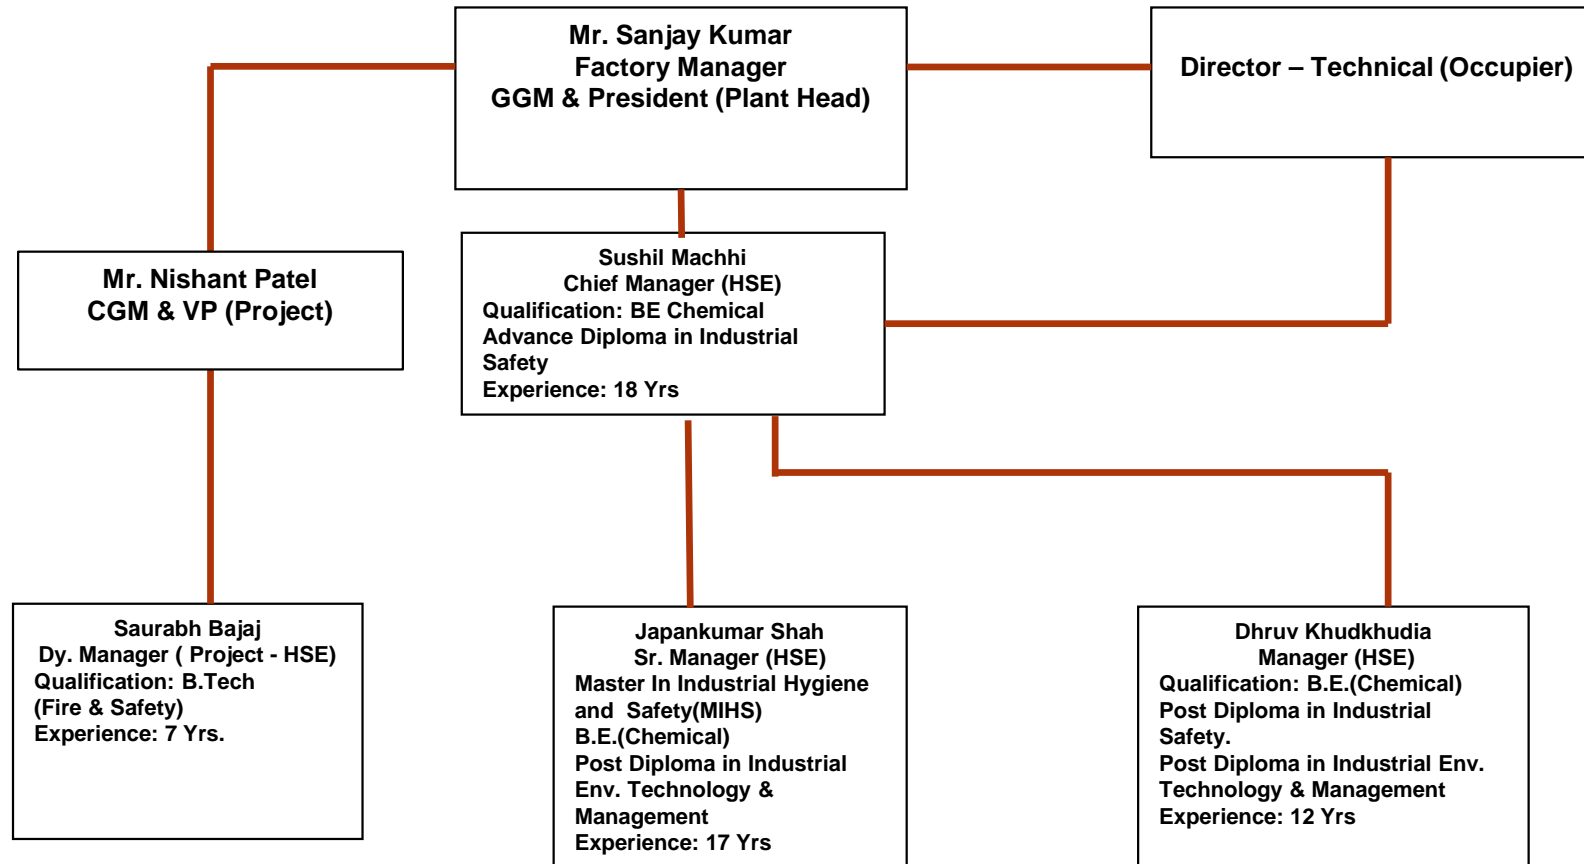 Mr. Sanjay Kumar
Factory Manager
GGM & President (Plant Head)
Director – Technical (Occupier)
Mr. Nishant Patel
CGM & VP (Project)
Sushil Machhi
Chief Manager (HSE)
Qualification: BE Chemical
Advance Diploma in Industrial
Safety
Experience: 18 Yrs
Saurabh Bajaj
Dy. Manager ( Project - HSE)
Qualification: B.Tech
(Fire & Safety)
Experience: 7 Yrs.
Japankumar Shah
Sr. Manager (HSE)
Master In Industrial Hygiene
and  Safety(MIHS)
B.E.(Chemical)
Post Diploma in Industrial
Env. Technology &
Management
Experience: 17 Yrs
Dhruv Khudkhudia
Manager (HSE)
Qualification: B.E.(Chemical)
Post Diploma in Industrial
Safety.
Post Diploma in Industrial Env.
Technology & Management
Experience: 12 Yrs